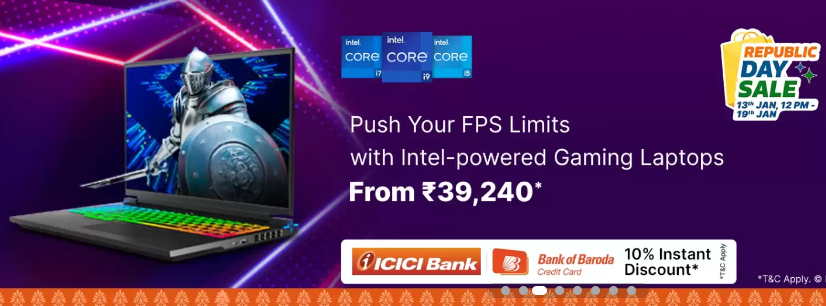 intel.
CORE
i7
intel.
CORE
i9
intel.
CORE
i5
REPUBLIC
DAY
SALE
13th JAN, 12 PM -
19th JAN
Push Your FPS Limits
with Intel-powered Gaming Laptops
From ₹39,240*
ICICI Bank
Bank of Baroda
Credit Card
10% Instant
Discount*
*T&C Apply
*T&C Apply. ©